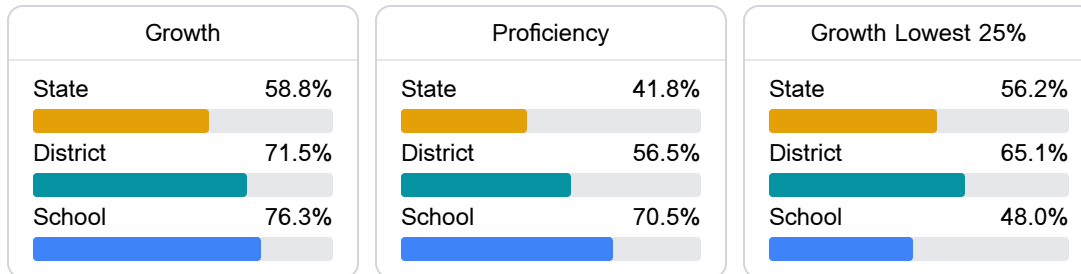 Growth
State 58.8%
District 71.5%
School 76.3%
Proficiency
State 41.8%
District 56.5%
School 70.5%
Growth Lowest 25%
State 56.2%
District 65.1%
School 48.0%